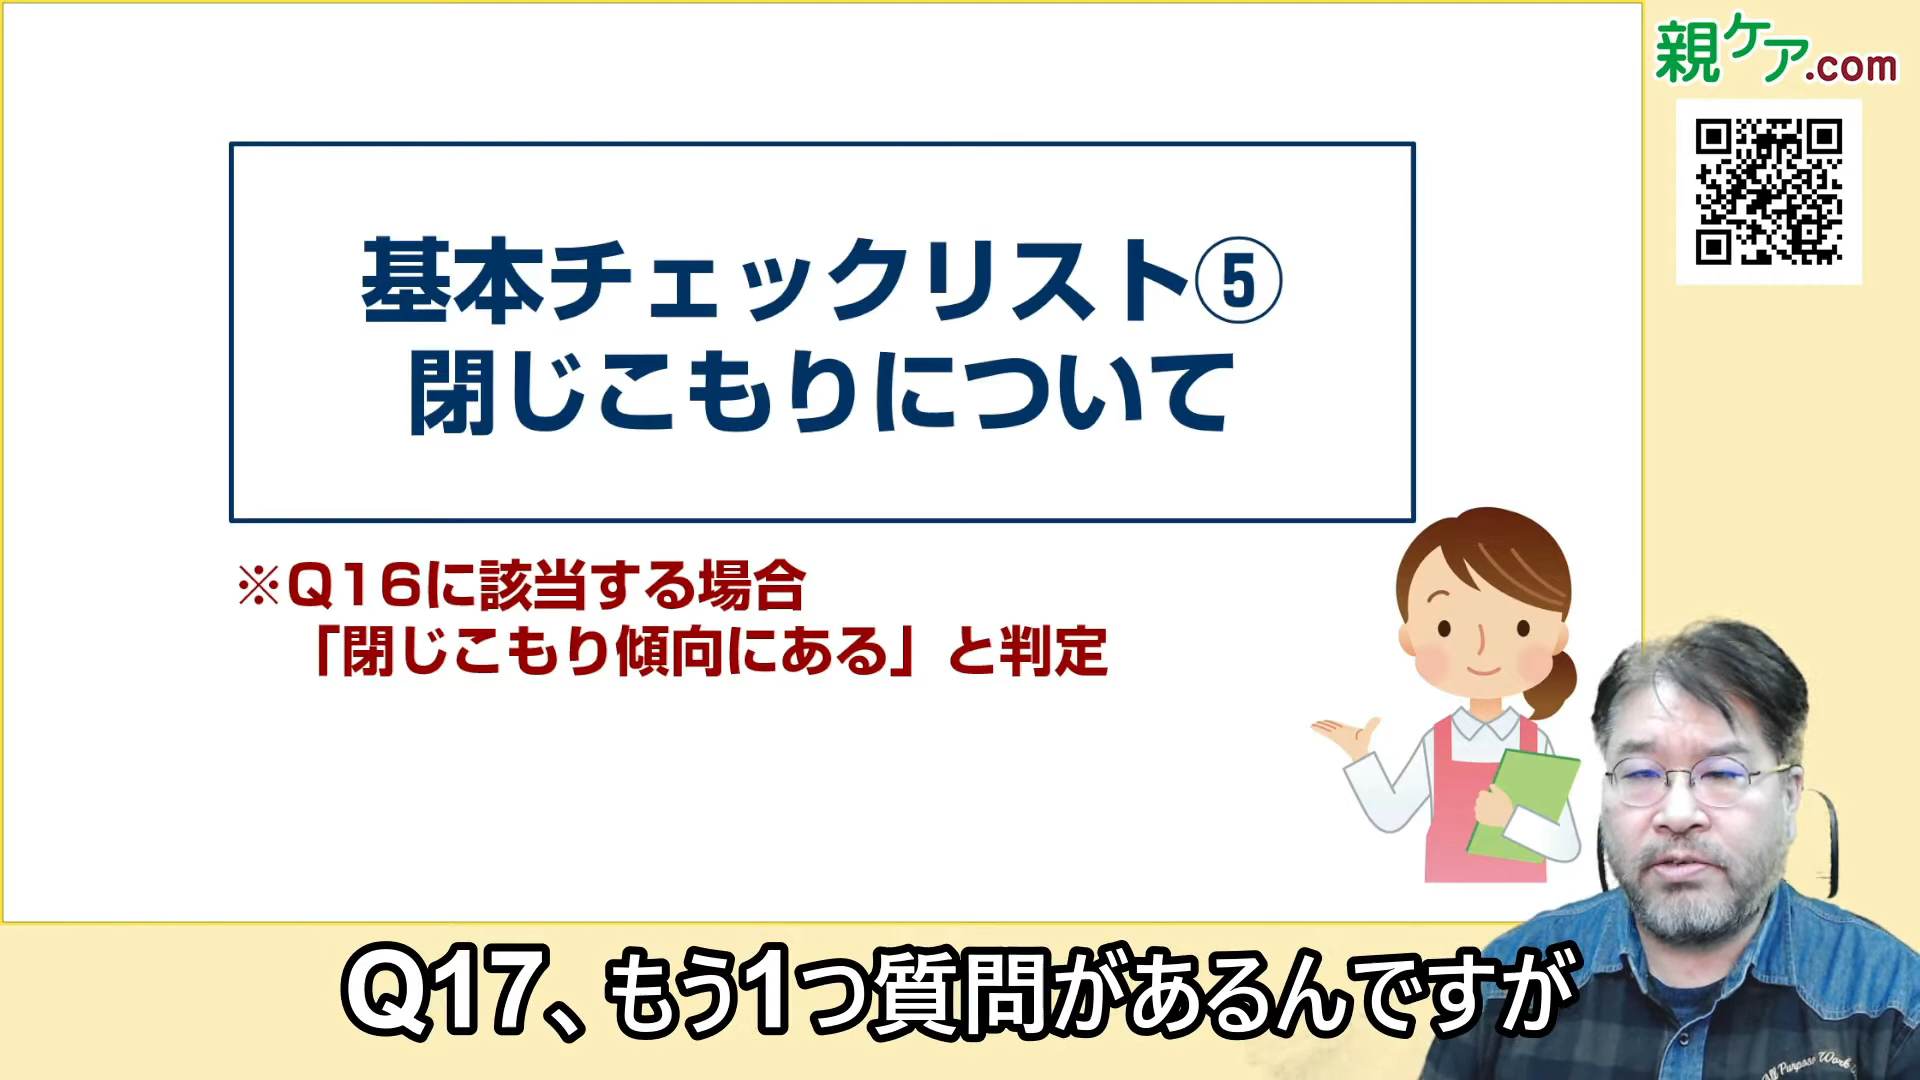 親ケア.com
基本チェックリスト⑤
閉じこもりについて
※Q16に該当する場合
「閉じこもり傾向にある」と判定
Q17、もう1つ質問があるんですが
All Purpose Work